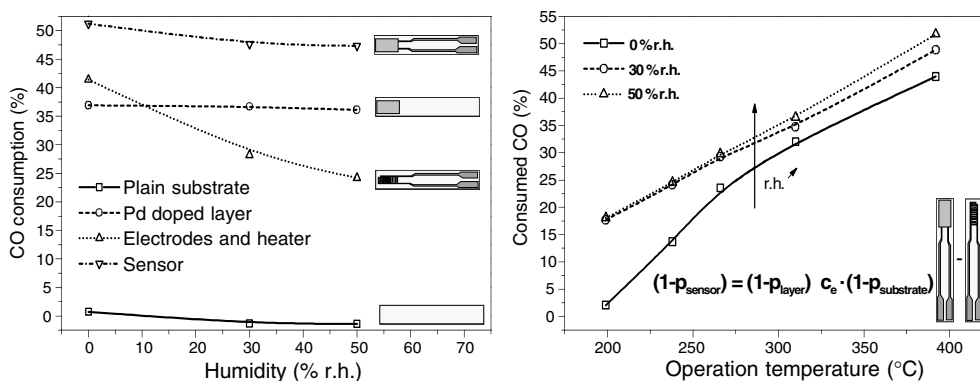 CO consumption (%)
50
45
40
35
30
25
20
15
10
5
0
Plain substrate
Pd doped layer
Electrodes and heater
Sensor
0 10 20 30 40 50 60 70
Humidity (% r.h.)
Consumed CO (%)
55
50
45
40
35
30
25
20
15
10
5
0
0%r.h.
30%r.h.
50%r.h.
r.h.
(1-psensor) = (1-player) ce·(1-psubstrate)
-
200 250 300 350 400
Operation temperature (°C)